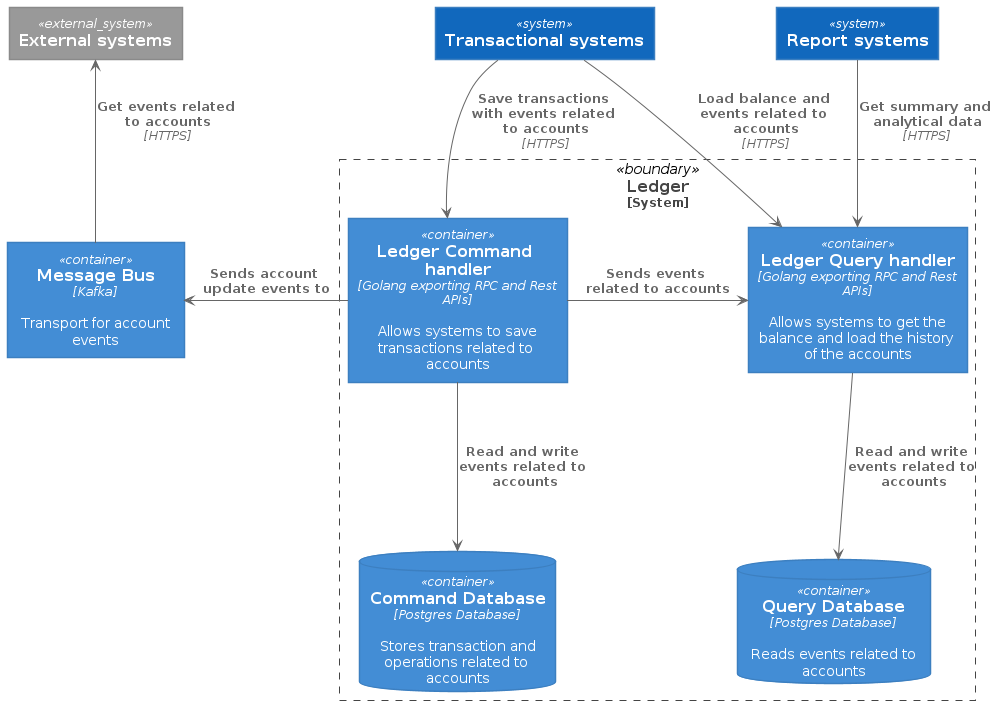 «external_system»
External systems
«system»
Transactional systems
«system»
Report systems
Get events related
to accounts
[HTTPS]
Save transactions
with events related
to accounts
[HTTPS]
Load balance and
events related to
accounts
[HTTPS]
Get summary and
analytical data
[HTTPS]
«boundary»
Ledger
[System]
«container»
Message Bus
[Kafka]
Transport for account
events
Sends account
update events to
«container»
Ledger Command
handler
[Golang exporting RPC and Rest
APIs]
Allows systems to save
transactions related to
accounts
Sends events
related to accounts
«container»
Ledger Query handler
[Golang exporting RPC and Rest
APIs]
Allows systems to get the
balance and load the history
of the accounts
Read and write
events related to
accounts
Read and write
events related to
accounts
«container»
Command Database
[Postgres Database]
Stores transaction and
operations related to
accounts
«container»
Query Database
[Postgres Database]
Reads events related to
accounts